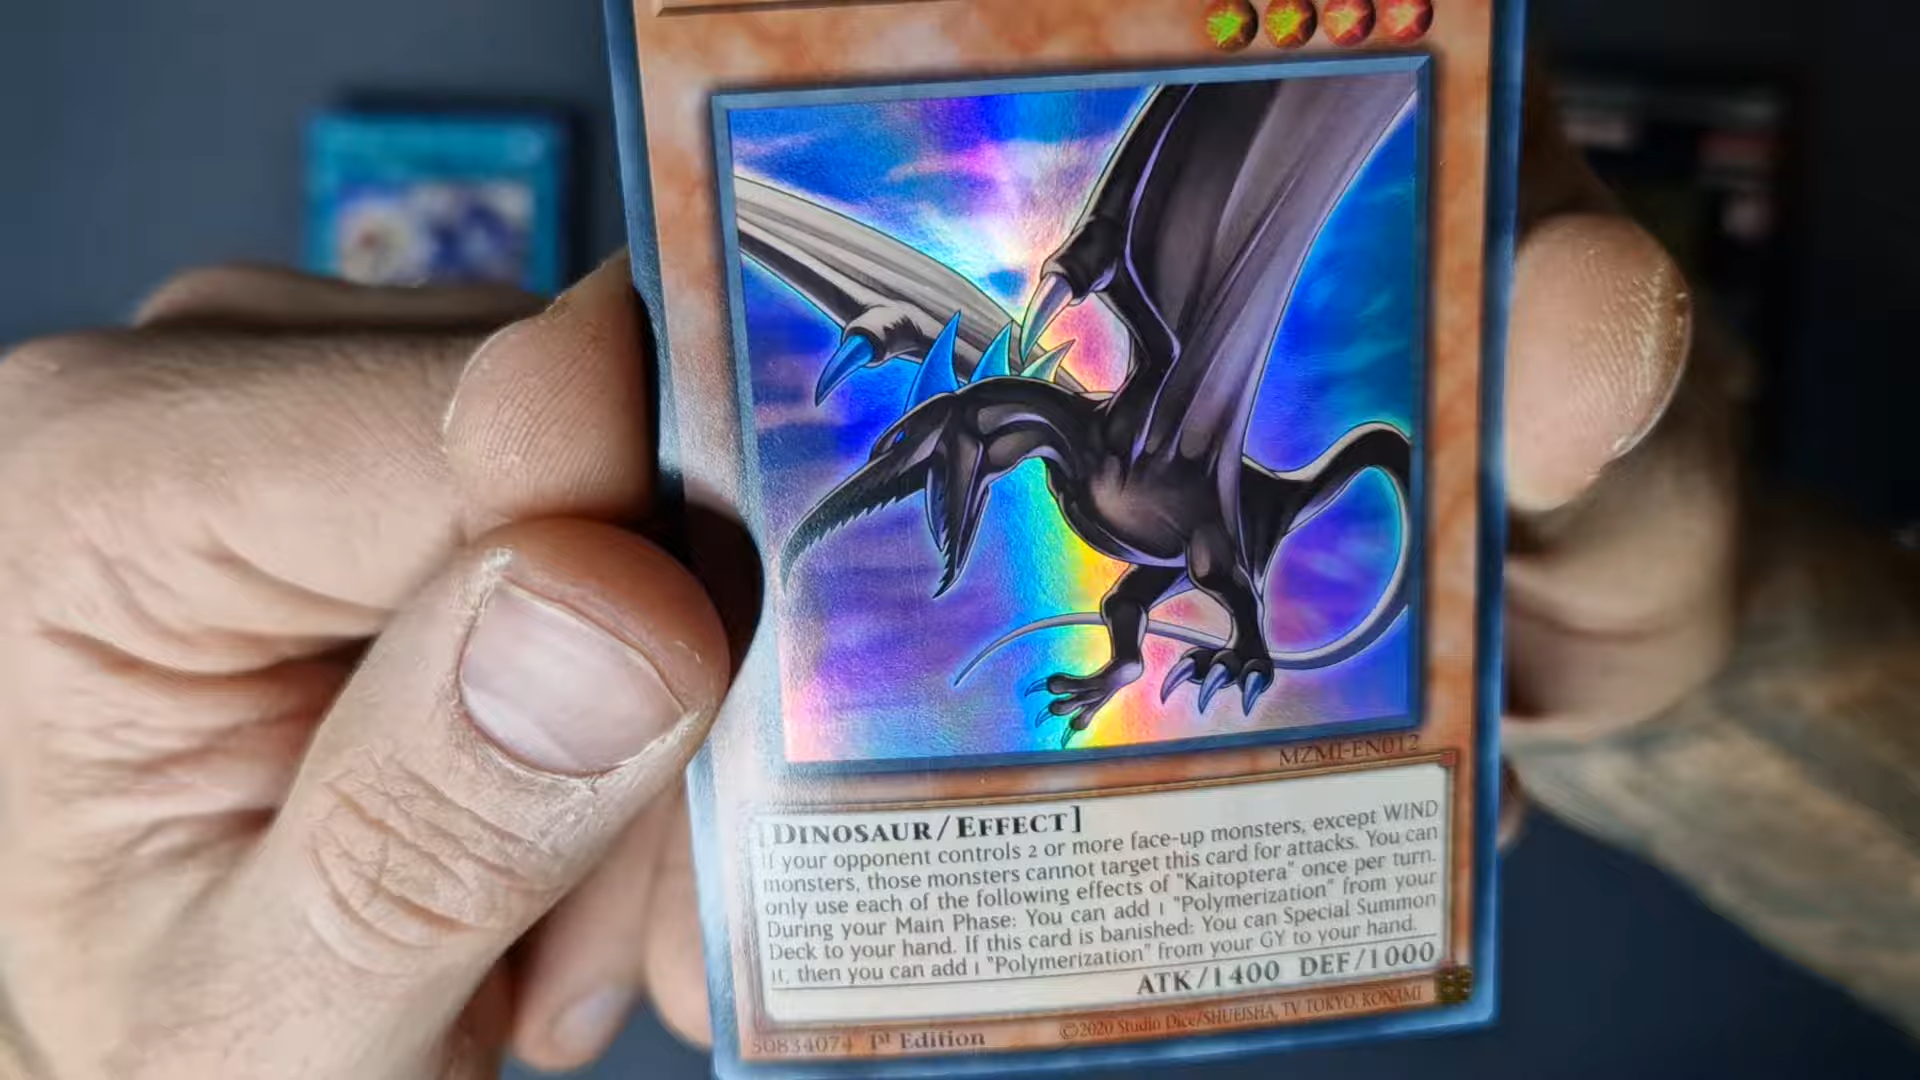 MZMI-EN012
[DINOSAUR/EFFECT]
If your opponent controls 2 or more face-up monsters, except WIND
monsters, those monsters cannot target this card for attacks. You can
only use each of the following effects of "Kaitoptera" once per turn.
During your Main Phase: You can add 1 "Polymerization" from your
Deck to your hand. If this card is banished: You can Special Summon
it, then you can add 1 "Polymerization" from your GY to your hand.
ATK/1400 DEF/1000
50834074 1st Edition
©2020 Studio Dice/SHUEISHA, TV TOKYO, KONAMI